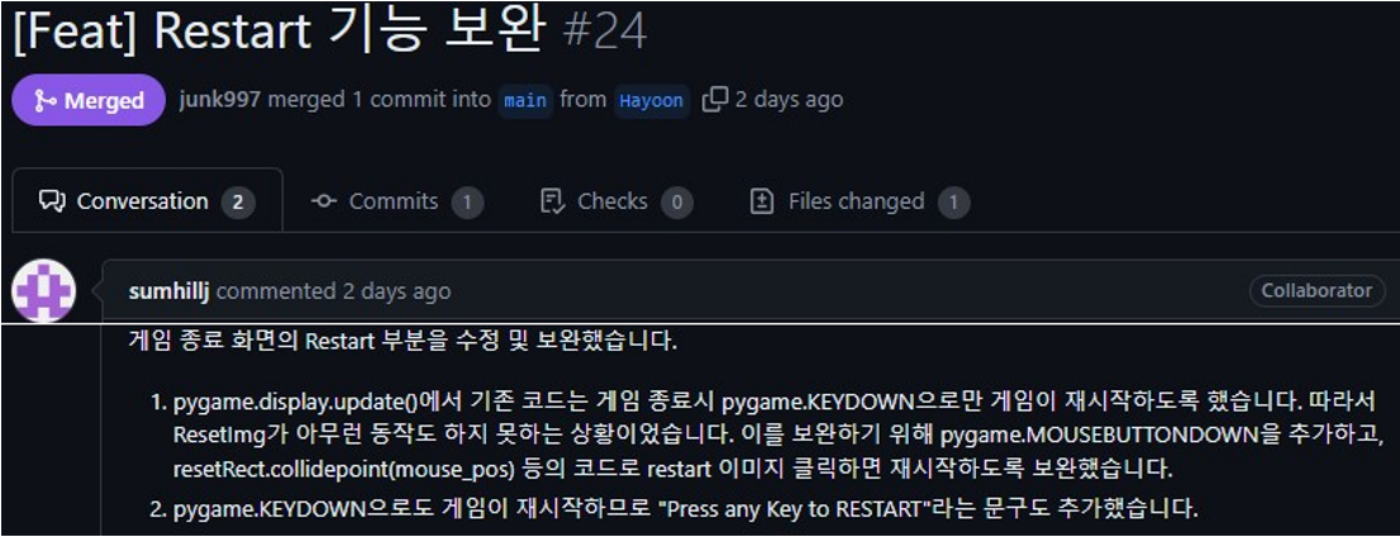 [Feat] Restart 기능 보완 #24
Merged junk997 merged 1 commit into main from Hayoon 2 days ago
Conversation 2 Commits 1 Checks 0 Files changed 1
sumhillj commented 2 days ago Collaborator
게임 종료 화면의 Restart 부분을 수정 및 보완했습니다.
1. pygame.display.update()에서 기존 코드는 게임 종료시 pygame.KEYDOWN으로만 게임이 재시작하도록 했습니다. 따라서
ResetImg가 아무런 동작도 하지 못하는 상황이었습니다. 이를 보완하기 위해 pygame.MOUSEBUTTONDOWN을 추가하고,
resetRect.collidepoint(mouse_pos) 등의 코드로 restart 이미지 클릭하면 재시작하도록 보완했습니다.
2. pygame.KEYDOWN으로도 게임이 재시작하므로 "Press any Key to RESTART"라는 문구도 추가했습니다.